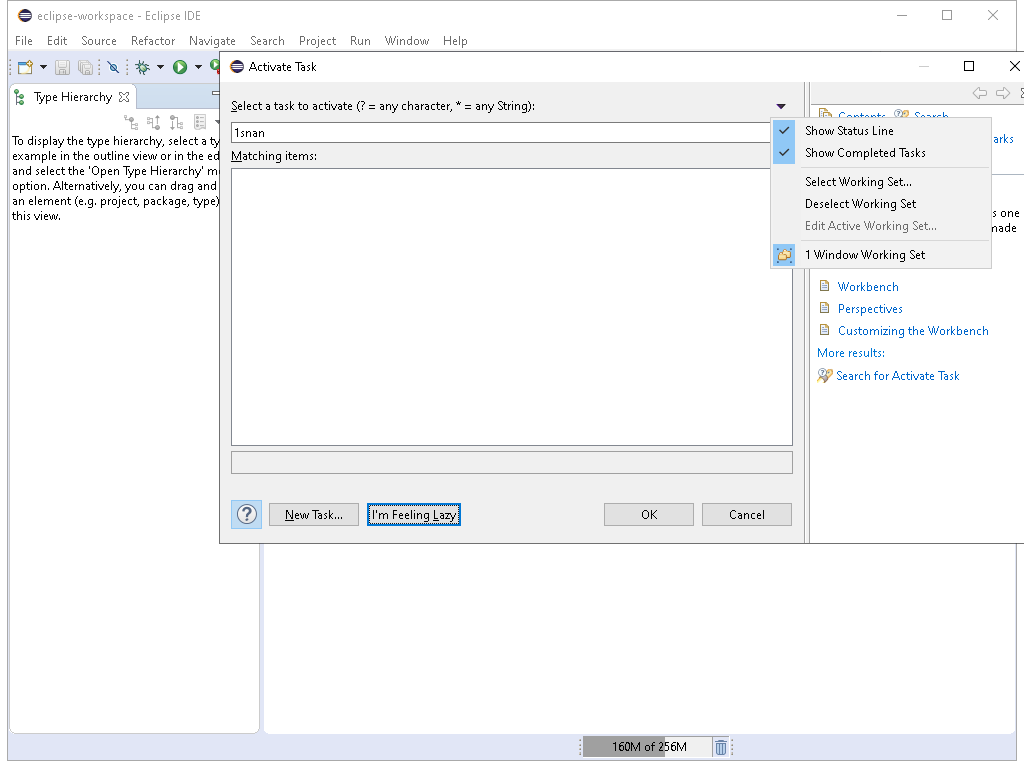 eclipse-workspace - Eclipse IDE
File Edit Source Refactor Navigate Search Project Run Window Help
Activate Task
Type Hierarchy
To display the type hierarchy, select a ty
example in the outline view or in the ed
and select the 'Open Type Hierarchy' m
option. Alternatively, you can drag and
an element (e.g. project, package, type)
this view.
Select a task to activate (? = any character, * = any String):
1snan
Matching items:
New Task...
I'm Feeling Lazy
OK
Cancel
Show Status Line
Show Completed Tasks
Select Working Set...
Deselect Working Set
Edit Active Working Set...
1 Window Working Set
Contents Search
arks
s one
made
Workbench
Perspectives
Customizing the Workbench
More results:
Search for Activate Task
160M of 256M